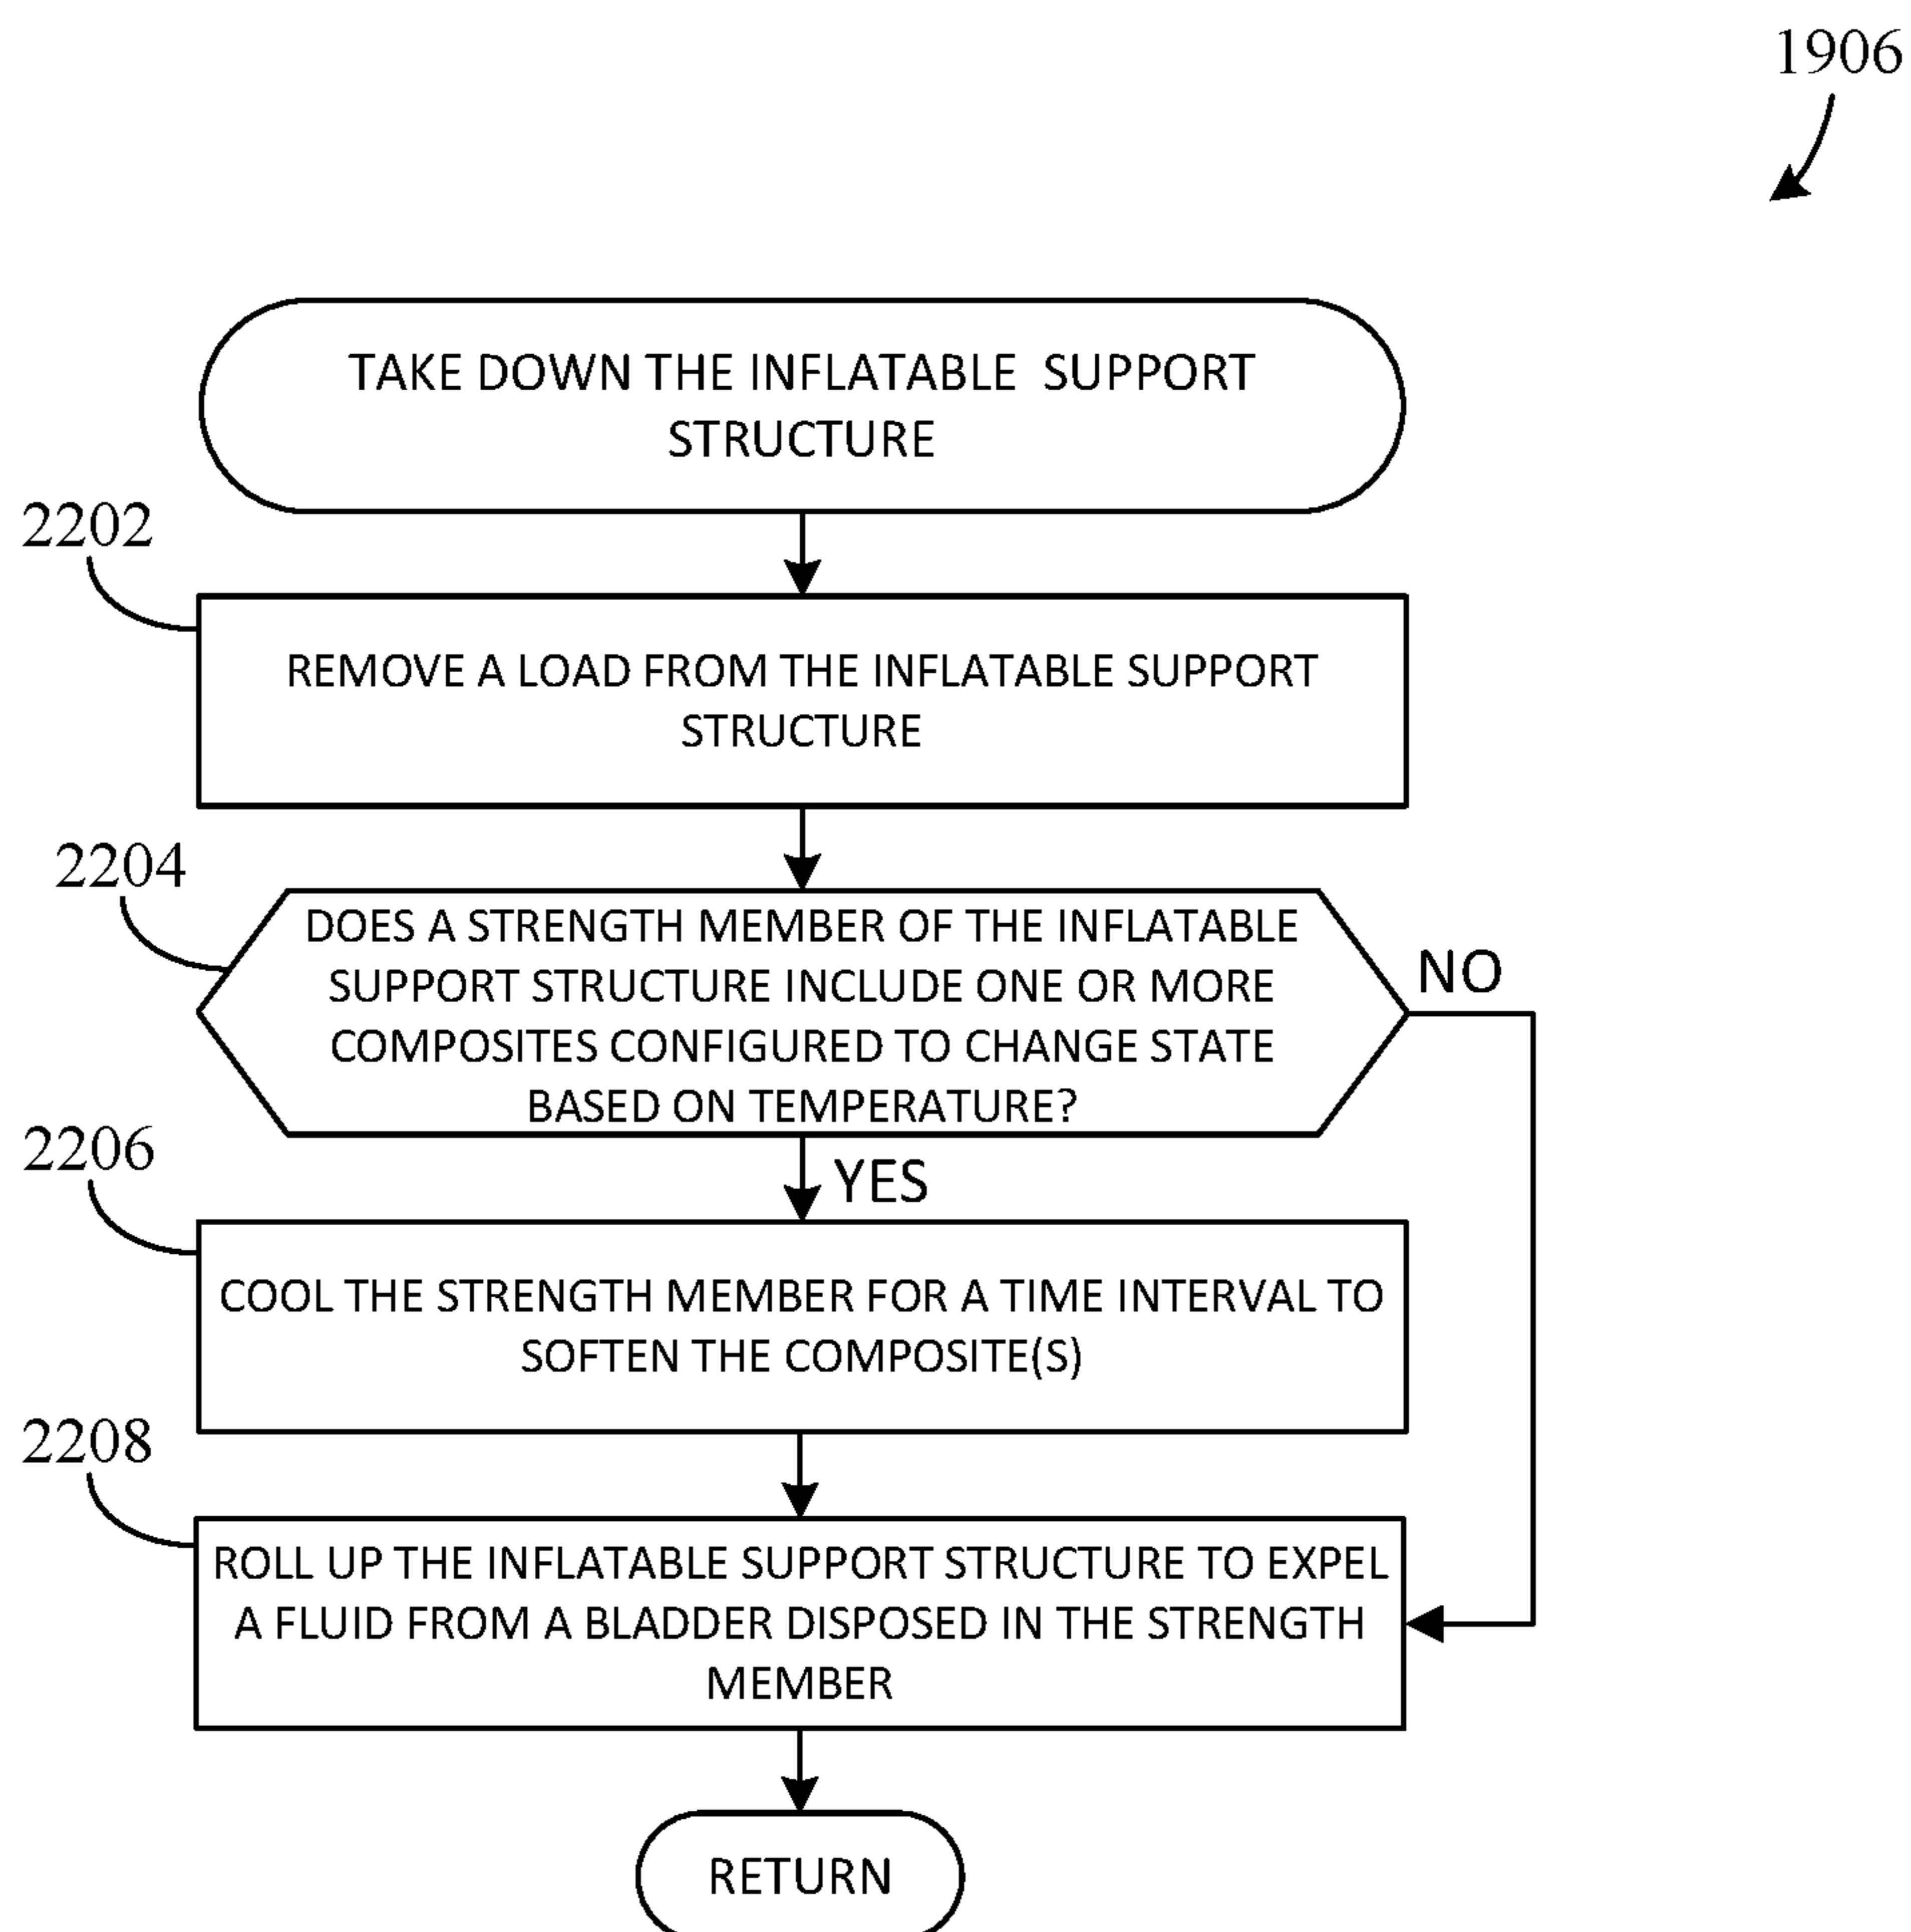 1906
TAKE DOWN THE INFLATABLE SUPPORT
STRUCTURE
2202
REMOVE A LOAD FROM THE INFLATABLE SUPPORT
STRUCTURE
2204
DOES A STRENGTH MEMBER OF THE INFLATABLE
SUPPORT STRUCTURE INCLUDE ONE OR MORE
COMPOSITES CONFIGURED TO CHANGE STATE
BASED ON TEMPERATURE?
NO
YES
2206
COOL THE STRENGTH MEMBER FOR A TIME INTERVAL TO
SOFTEN THE COMPOSITE(S)
2208
ROLL UP THE INFLATABLE SUPPORT STRUCTURE TO EXPEL
A FLUID FROM A BLADDER DISPOSED IN THE STRENGTH
MEMBER
RETURN